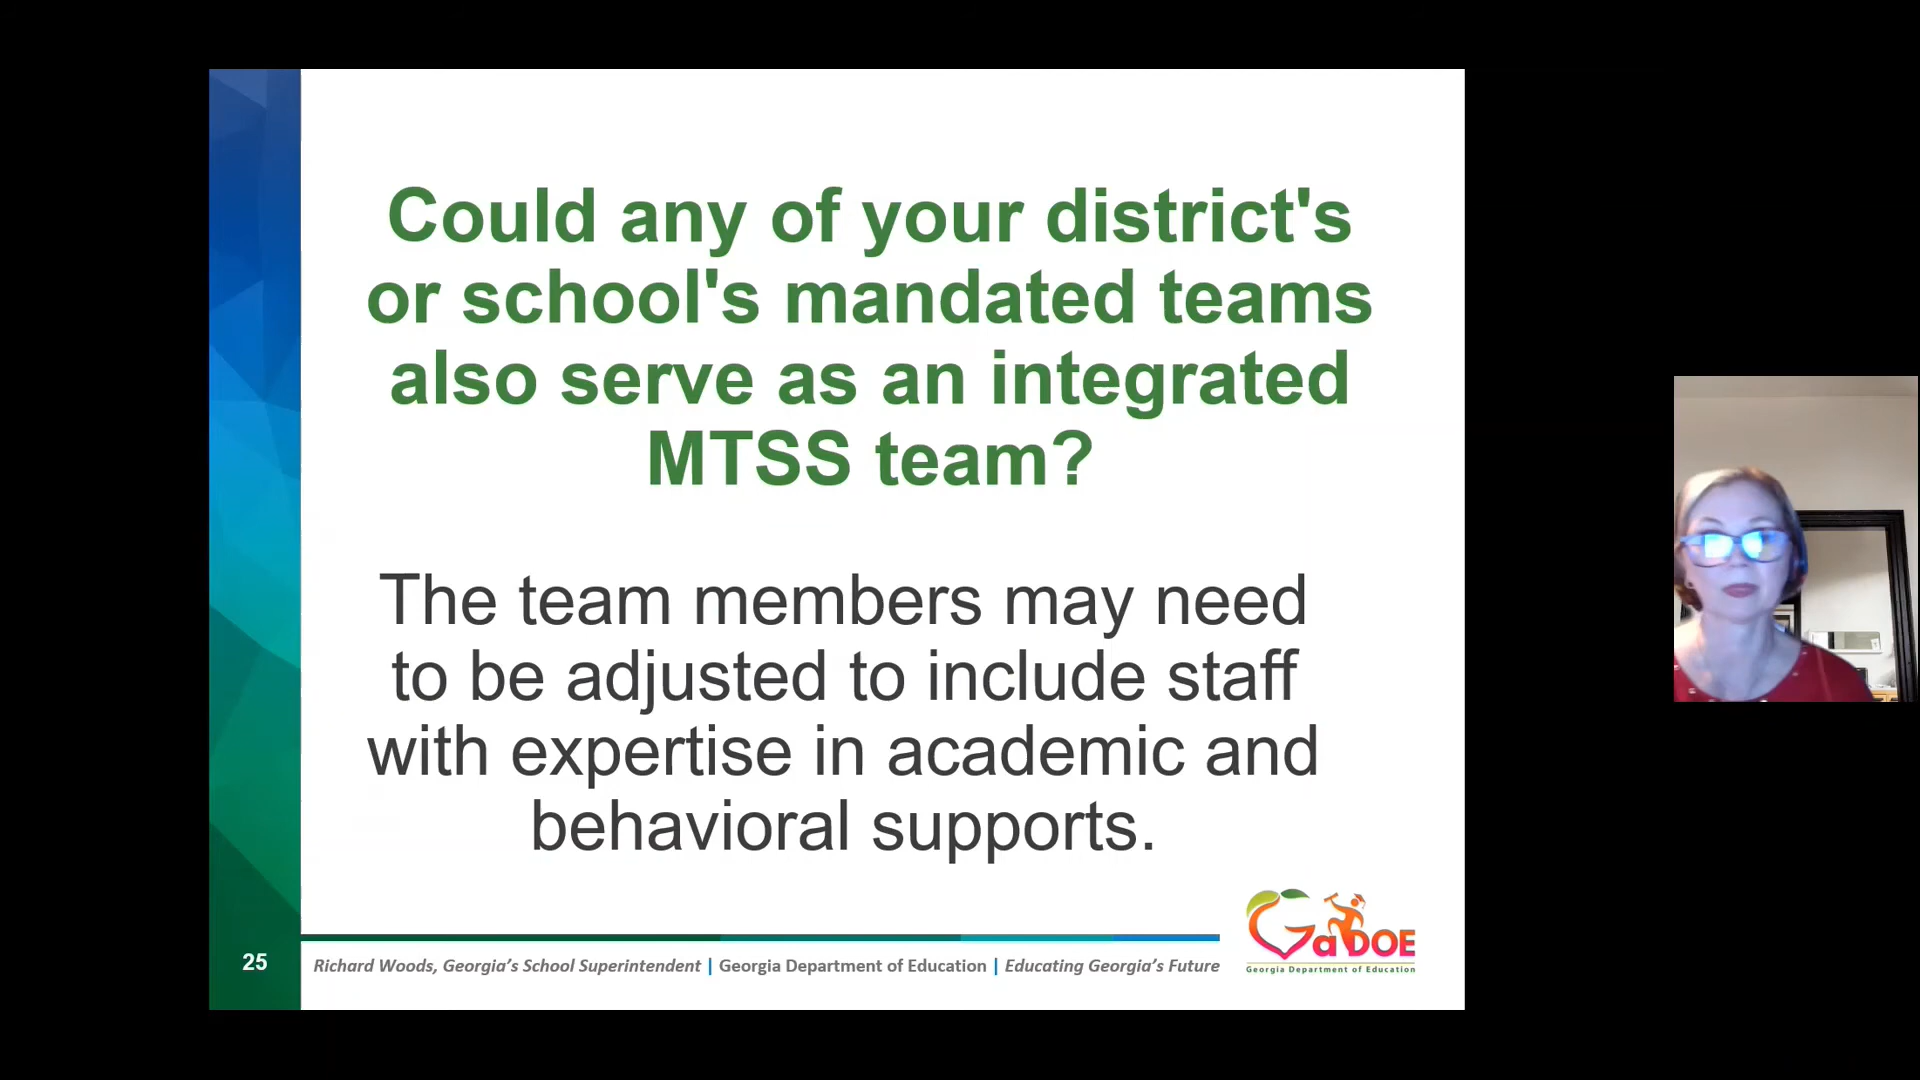 Could any of your district's
or school's mandated teams
also serve as an integrated
MTSS team?
The team members may need
to be adjusted to include staff
with expertise in academic and
behavioral supports.
25
Richard Woods, Georgia’s School Superintendent | Georgia Department of Education | Educating Georgia’s Future
GaDOE
Georgia Department of Education